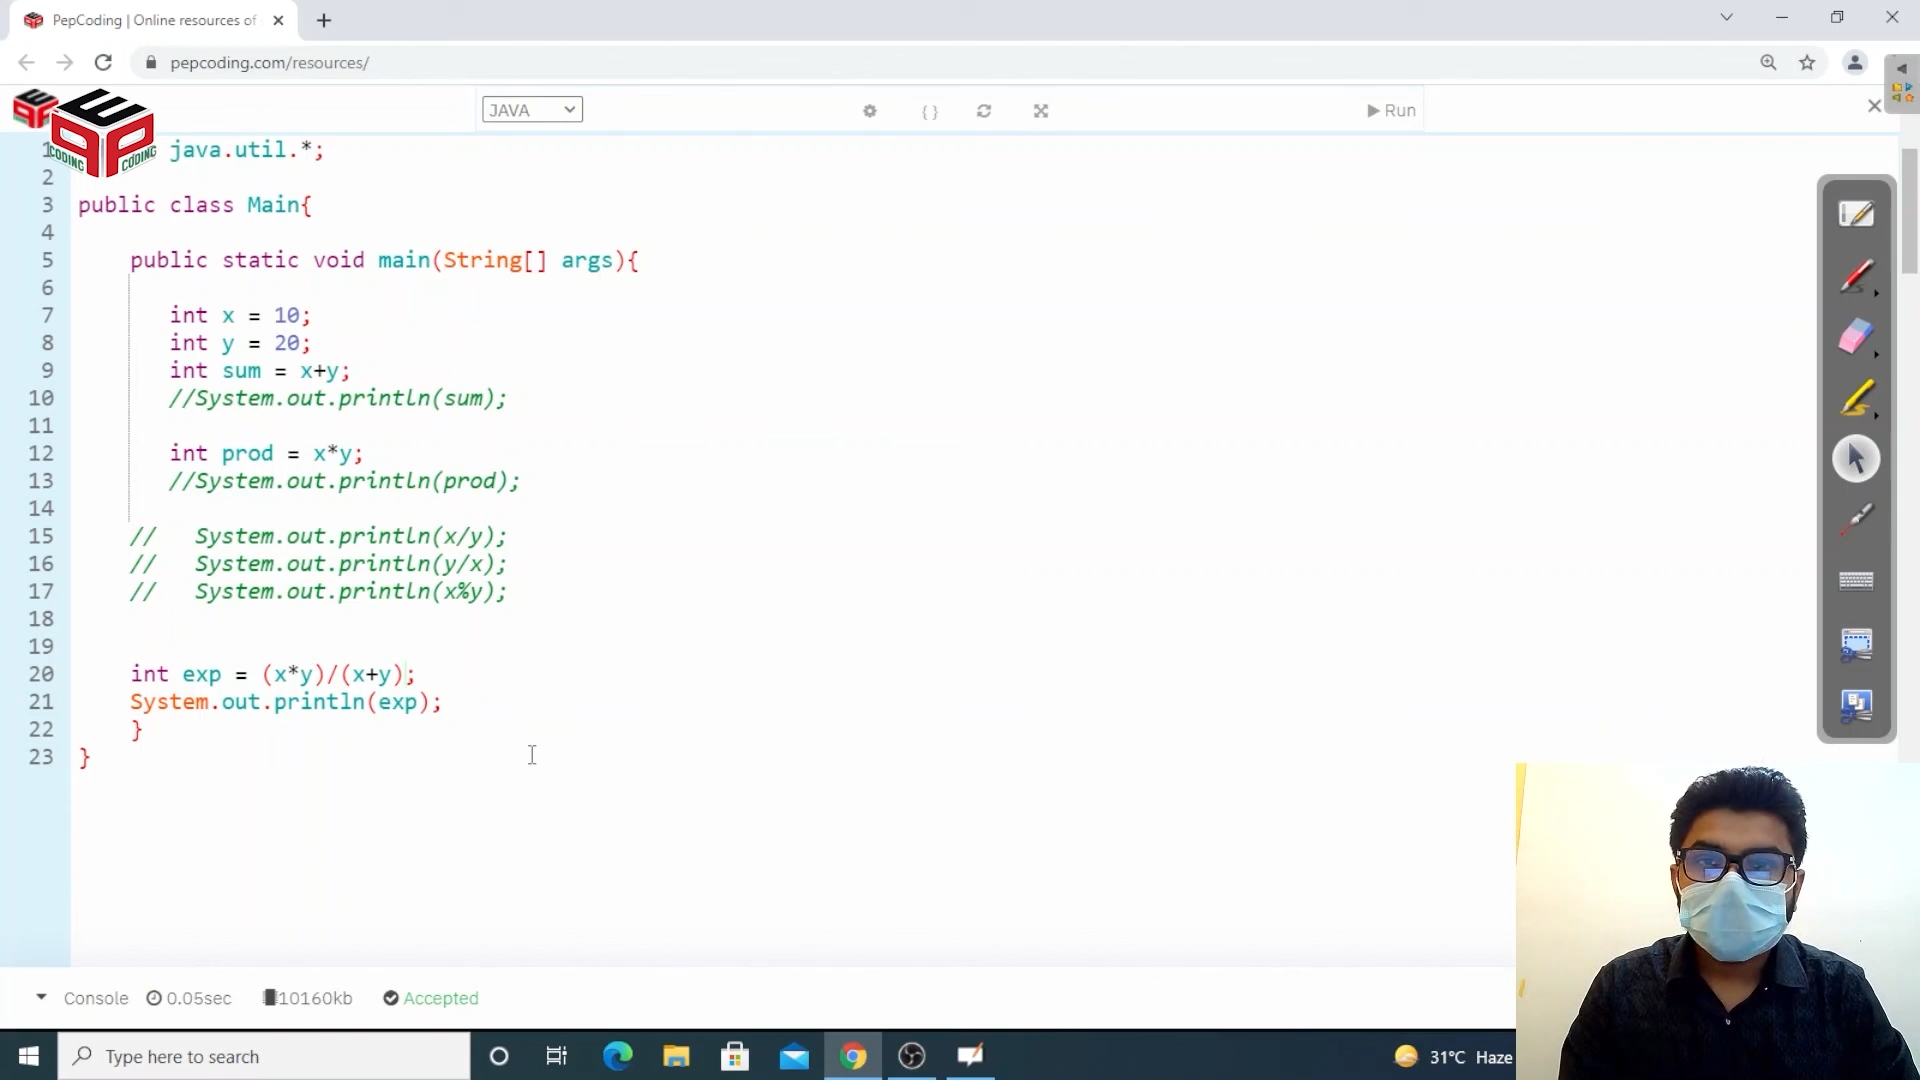 PepCoding | Online resources of
pepcoding.com/resources/
JAVA
Run
CODING
CODING
1 java.util.*;
2
3 public class Main{
4
5 public static void main(String[] args){
6
7 int x = 10;
8 int y = 20;
9 int sum = x+y;
10 //System.out.println(sum);
11
12 int prod = x*y;
13 //System.out.println(prod);
14
15 // System.out.println(x/y);
16 // System.out.println(y/x);
17 // System.out.println(x%y);
18
19
20 int exp = (x*y)/(x+y);
21 System.out.println(exp);
22 }
23 }
Console 0.05sec 10160kb Accepted
Type here to search
31°C Haze